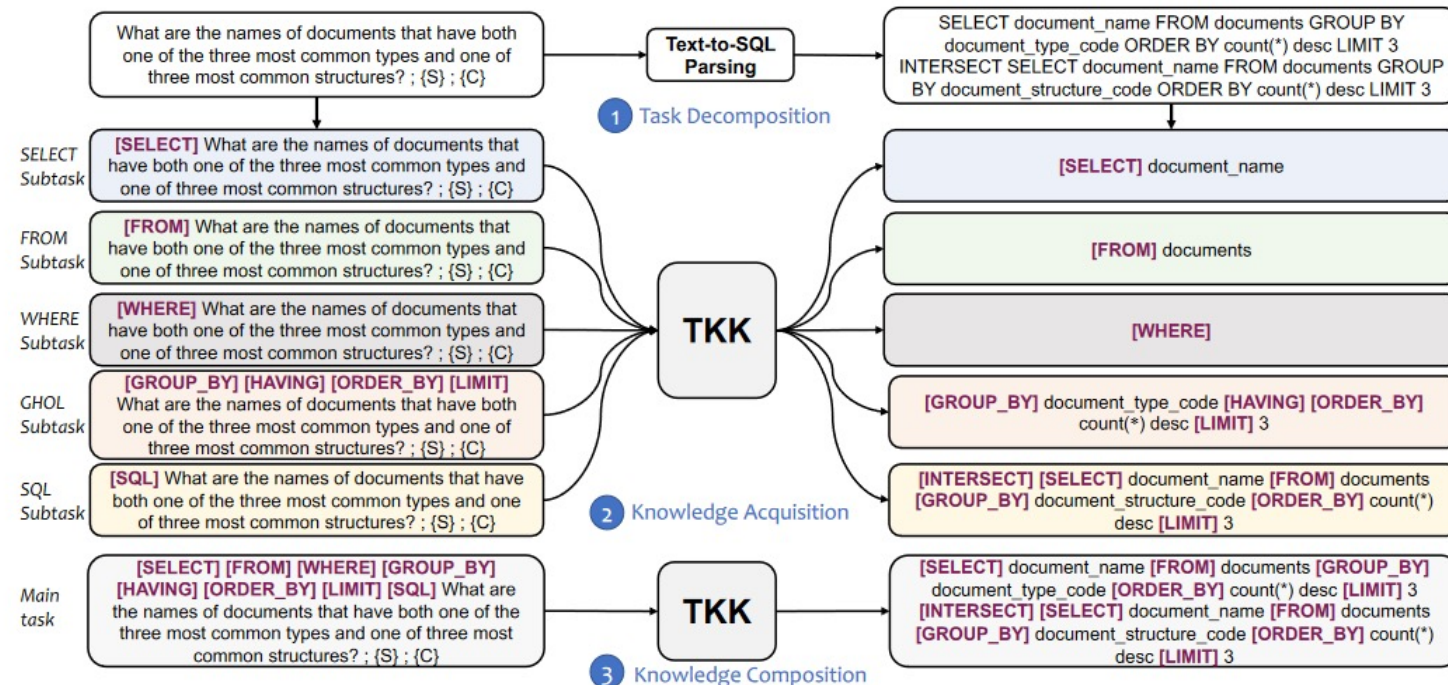 What are the names of documents that have both
one of the three most common types and one of
three most common structures? ; {S} ; {C}
Text-to-SQL
Parsing
SELECT document_name FROM documents GROUP BY
document_type_code ORDER BY count(*) desc LIMIT 3
INTERSECT SELECT document_name FROM documents GROUP
BY document_structure_code ORDER BY count(*) desc LIMIT 3
1 Task Decomposition
SELECT
Subtask
[SELECT] What are the names of documents that
have both one of the three most common types and
one of three most common structures? ; {S} ; {C}
[SELECT] document_name
FROM
Subtask
[FROM] What are the names of documents that
have both one of the three most common types and
one of three most common structures? ; {S} ; {C}
[FROM] documents
WHERE
Subtask
[WHERE] What are the names of documents that
have both one of the three most common types and
one of three most common structures? ; {S} ; {C}
TKK
[WHERE]
GHOL
Subtask
[GROUP_BY] [HAVING] [ORDER_BY] [LIMIT]
What are the names of documents that have both
one of the three most common types and one of
three most common structures? ; {S} ; {C}
[GROUP_BY] document_type_code [HAVING] [ORDER_BY]
count(*) desc [LIMIT] 3
SQL
Subtask
[SQL] What are the names of documents that have
both one of the three most common types and one
of three most common structures? ; {S} ; {C}
2 Knowledge Acquisition
[INTERSECT] [SELECT] document_name [FROM] documents
[GROUP_BY] document_structure_code [ORDER_BY] count(*)
desc [LIMIT] 3
Main
task
[SELECT] [FROM] [WHERE] [GROUP_BY]
[HAVING] [ORDER_BY] [LIMIT] [SQL] What are
the names of documents that have both one of the
three most common types and one of three most
common structures? ; {S} ; {C}
TKK
[SELECT] document_name [FROM] documents [GROUP_BY]
document_type_code [ORDER_BY] count(*) desc [LIMIT] 3
[INTERSECT] [SELECT] document_name [FROM] documents
[GROUP_BY] document_structure_code [ORDER_BY] count(*)
desc [LIMIT] 3
3 Knowledge Composition